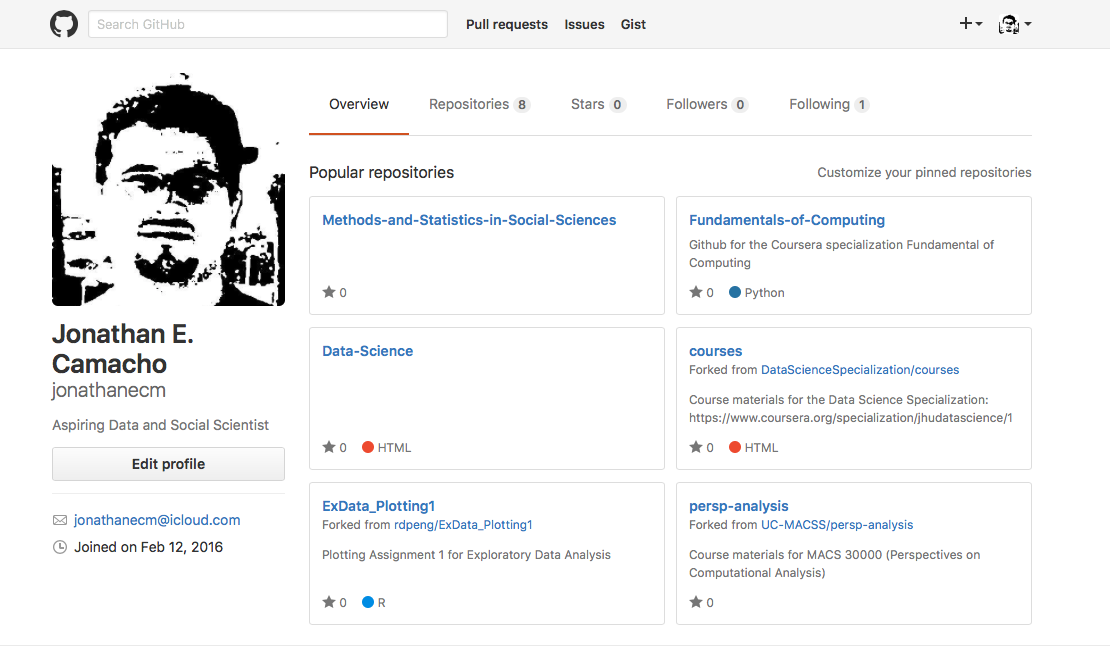 Search GitHub
Pull requests
Issues
Gist
Overview
Repositories 8
Stars 0
Followers 0
Following 1
Jonathan E.
Camacho
jonathanecm
Aspiring Data and Social Scientist
Edit profile
jonathanecm@icloud.com
Joined on Feb 12, 2016
Popular repositories
Customize your pinned repositories
Methods-and-Statistics-in-Social-Sciences
0
Fundamentals-of-Computing
Github for the Coursera specialization Fundamental of
Computing
0
Python
Data-Science
0
HTML
courses
Forked from DataScienceSpecialization/courses
Course materials for the Data Science Specialization:
https://www.coursera.org/specialization/jhudatascience/1
0
HTML
ExData_Plotting1
Forked from rdpeng/ExData_Plotting1
Plotting Assignment 1 for Exploratory Data Analysis
0
R
persp-analysis
Forked from UC-MACSS/persp-analysis
Course materials for MACS 30000 (Perspectives on
Computational Analysis)
0